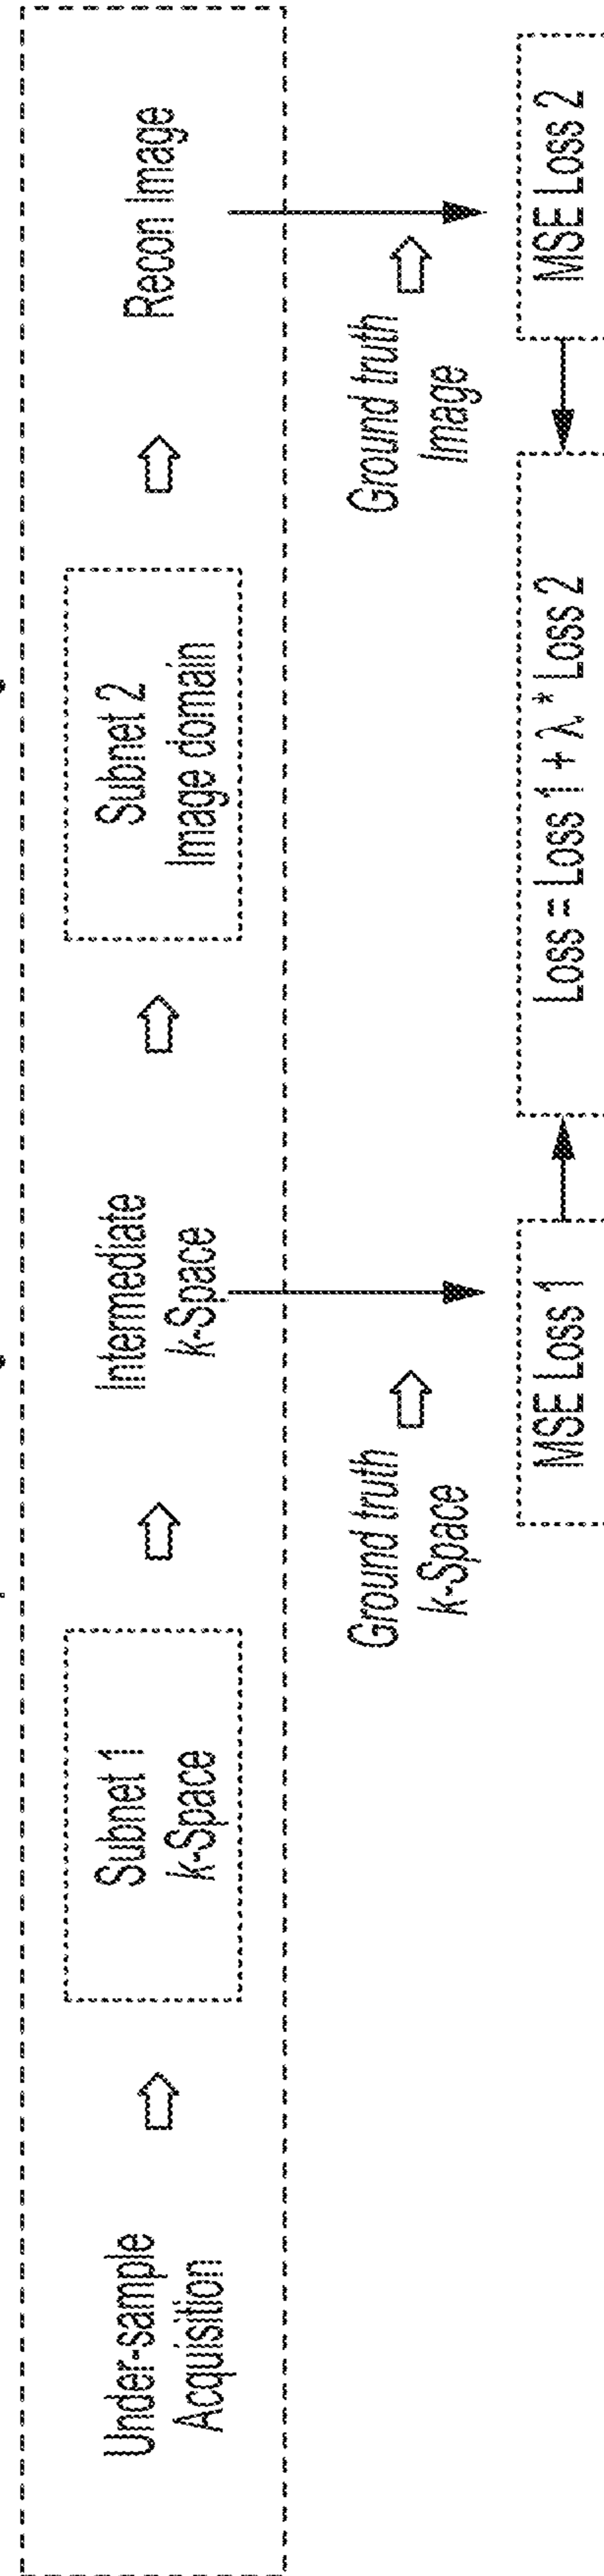 Under-sample
Acquisition
Subnet 1
k-Space
Intermediate
k-Space
Subnet 2
Image domain
Recon Image
Ground truth
k-Space
Ground truth
Image
MSE Loss 1
Loss = Loss 1 + λ * Loss 2
MSE Loss 2